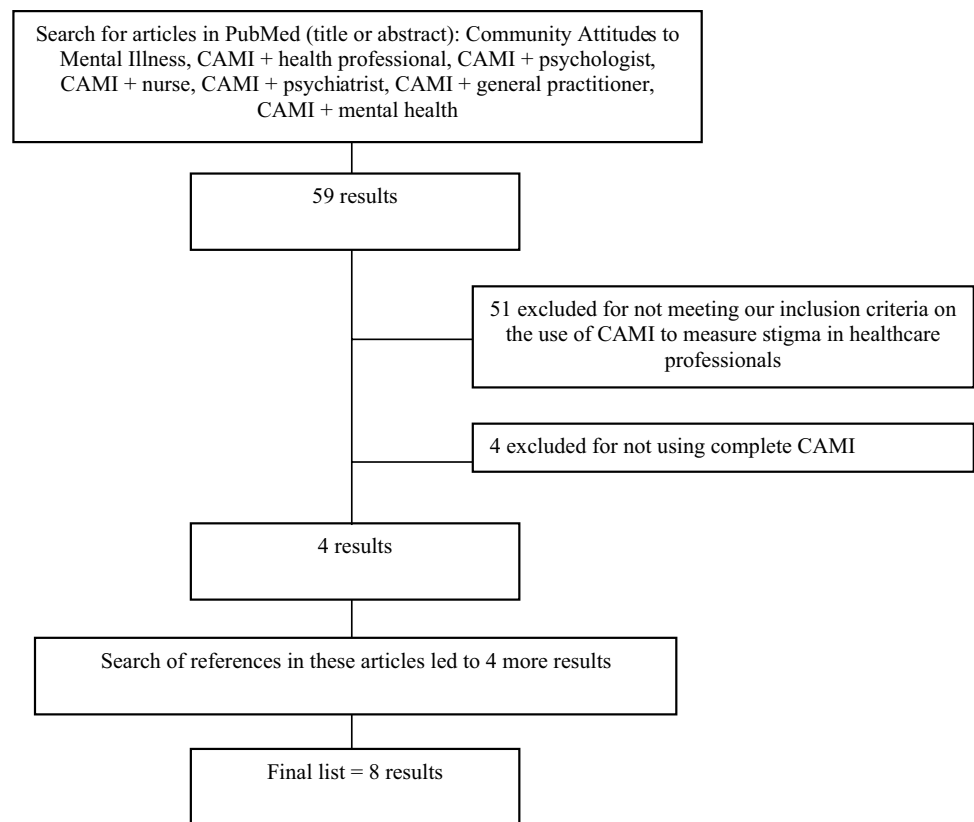 Search for articles in PubMed (title or abstract): Community Attitudes to
Mental Illness, CAMI + health professional, CAMI + psychologist,
CAMI + nurse, CAMI + psychiatrist, CAMI + general practitioner,
CAMI + mental health
59 results
51 excluded for not meeting our inclusion criteria on
the use of CAMI to measure stigma in healthcare
professionals
4 excluded for not using complete CAMI
4 results
Search of references in these articles led to 4 more results
Final list = 8 results